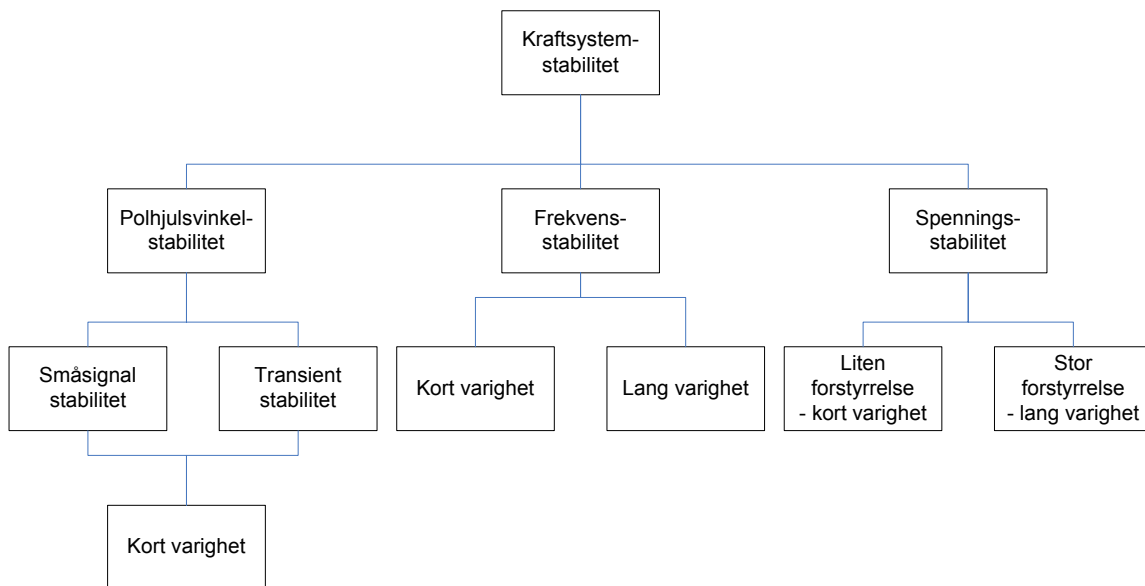 Kraftsystem-
stabilitet
Polhjulsvinkel-
stabilitet
Frekvens-
stabilitet
Spennings-
stabilitet
Småsignal
stabilitet
Transient
stabilitet
Kort varighet
Lang varighet
Liten
forstyrrelse
- kort varighet
Stor
forstyrrelse
- lang varighet
Kort varighet